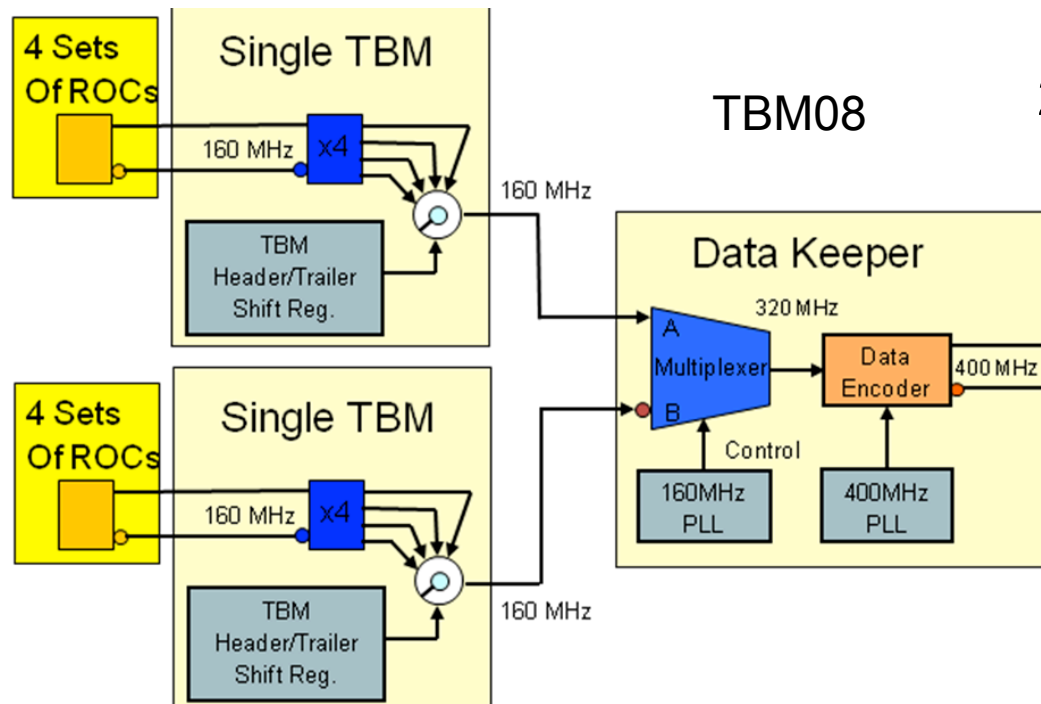 4 Sets
Of ROCs
Single TBM
160 MHz
x4
TBM
Header/Trailer
Shift Reg.
160 MHz
TBM08
4 Sets
Of ROCs
Single TBM
160 MHz
x4
TBM
Header/Trailer
Shift Reg.
160 MHz
Data Keeper
A
Multiplexer
B
320 MHz
Data
Encoder
400 MHz
Control
160MHz
PLL
400MHz
PLL